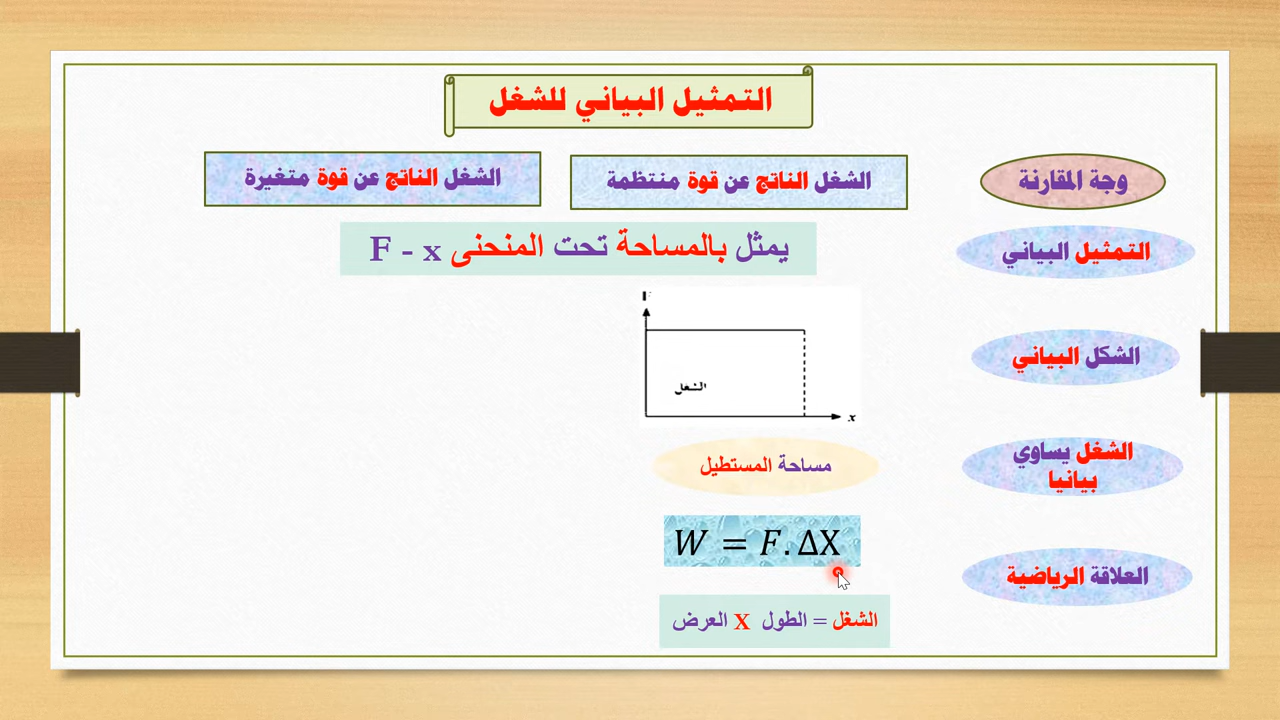 التمثيل البياني للشغل
وجة المقارنة
الشغل الناتج عن قوة منتظمة
الشغل الناتج عن قوة متغيرة
التمثيل البياني
يمثل بالمساحة تحت المنحنى F - x
الشكل البياني
F
الشغل
x
الشغل يساوي
بيانيا
مساحة المستطيل
العلاقة الرياضية
W = F . ΔX
الشغل = الطول X العرض